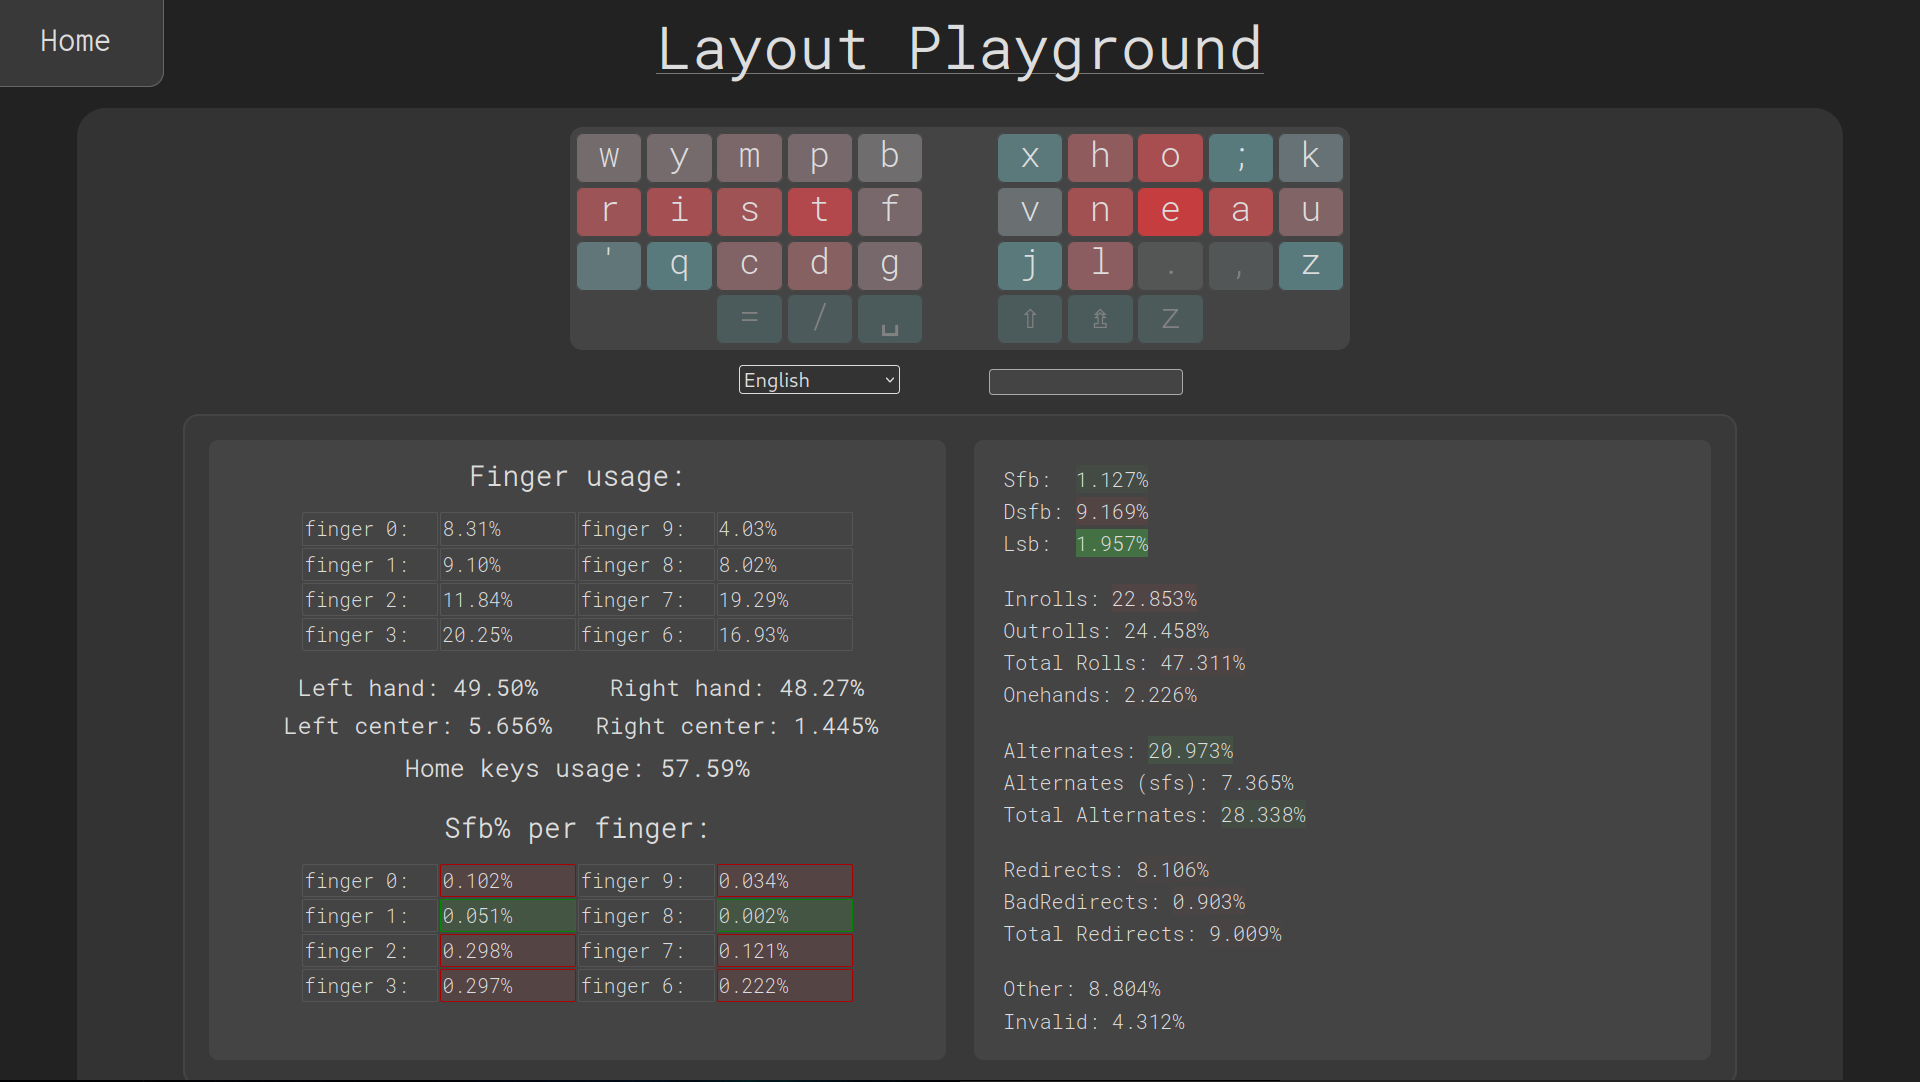 Home
Layout Playground
w y m p b x h o ; k
r i s t f v n e a u
' q c d g j l . , z
= / ␣ ⇧ ⇯ Z
English
Finger usage:
finger 0: 8.31% finger 9: 4.03%
finger 1: 9.10% finger 8: 8.02%
finger 2: 11.84% finger 7: 19.29%
finger 3: 20.25% finger 6: 16.93%
Left hand: 49.50% Right hand: 48.27%
Left center: 5.656% Right center: 1.445%
Home keys usage: 57.59%
Sfb% per finger:
finger 0: 0.102% finger 9: 0.034%
finger 1: 0.051% finger 8: 0.002%
finger 2: 0.298% finger 7: 0.121%
finger 3: 0.297% finger 6: 0.222%
Sfb: 1.127%
Dsfb: 9.169%
Lsb: 1.957%
Inrolls: 22.853%
Outrolls: 24.458%
Total Rolls: 47.311%
Onehands: 2.226%
Alternates: 20.973%
Alternates (sfs): 7.365%
Total Alternates: 28.338%
Redirects: 8.106%
BadRedirects: 0.903%
Total Redirects: 9.009%
Other: 8.804%
Invalid: 4.312%